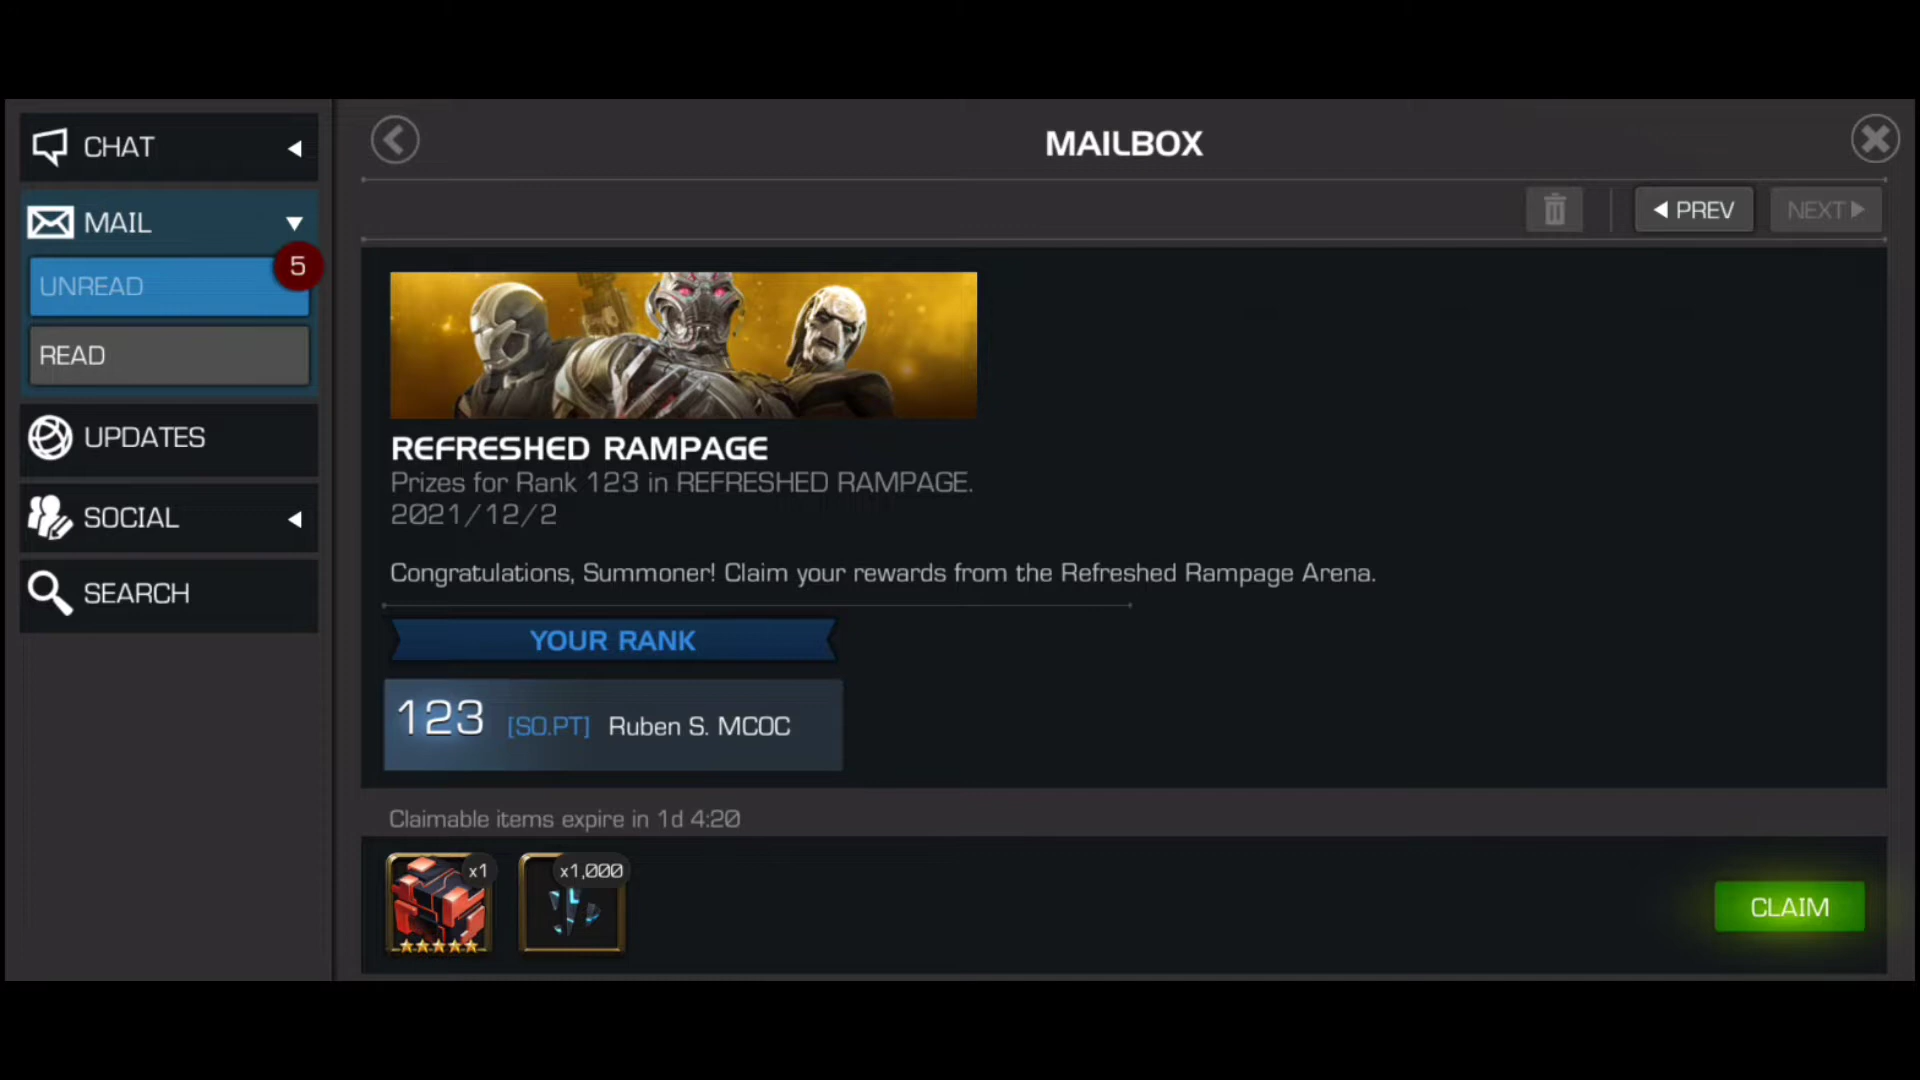 CHAT
MAIL
5
UNREAD
READ
UPDATES
SOCIAL
SEARCH
MAILBOX
PREV
NEXT
REFRESHED RAMPAGE
Prizes for Rank 123 in REFRESHED RAMPAGE.
2021/12/2
Congratulations, Summoner! Claim your rewards from the Refreshed Rampage Arena.
YOUR RANK
123 [SO.PT] Ruben S. MCOC
Claimable items expire in 1d 4:20
x1
x1,000
CLAIM